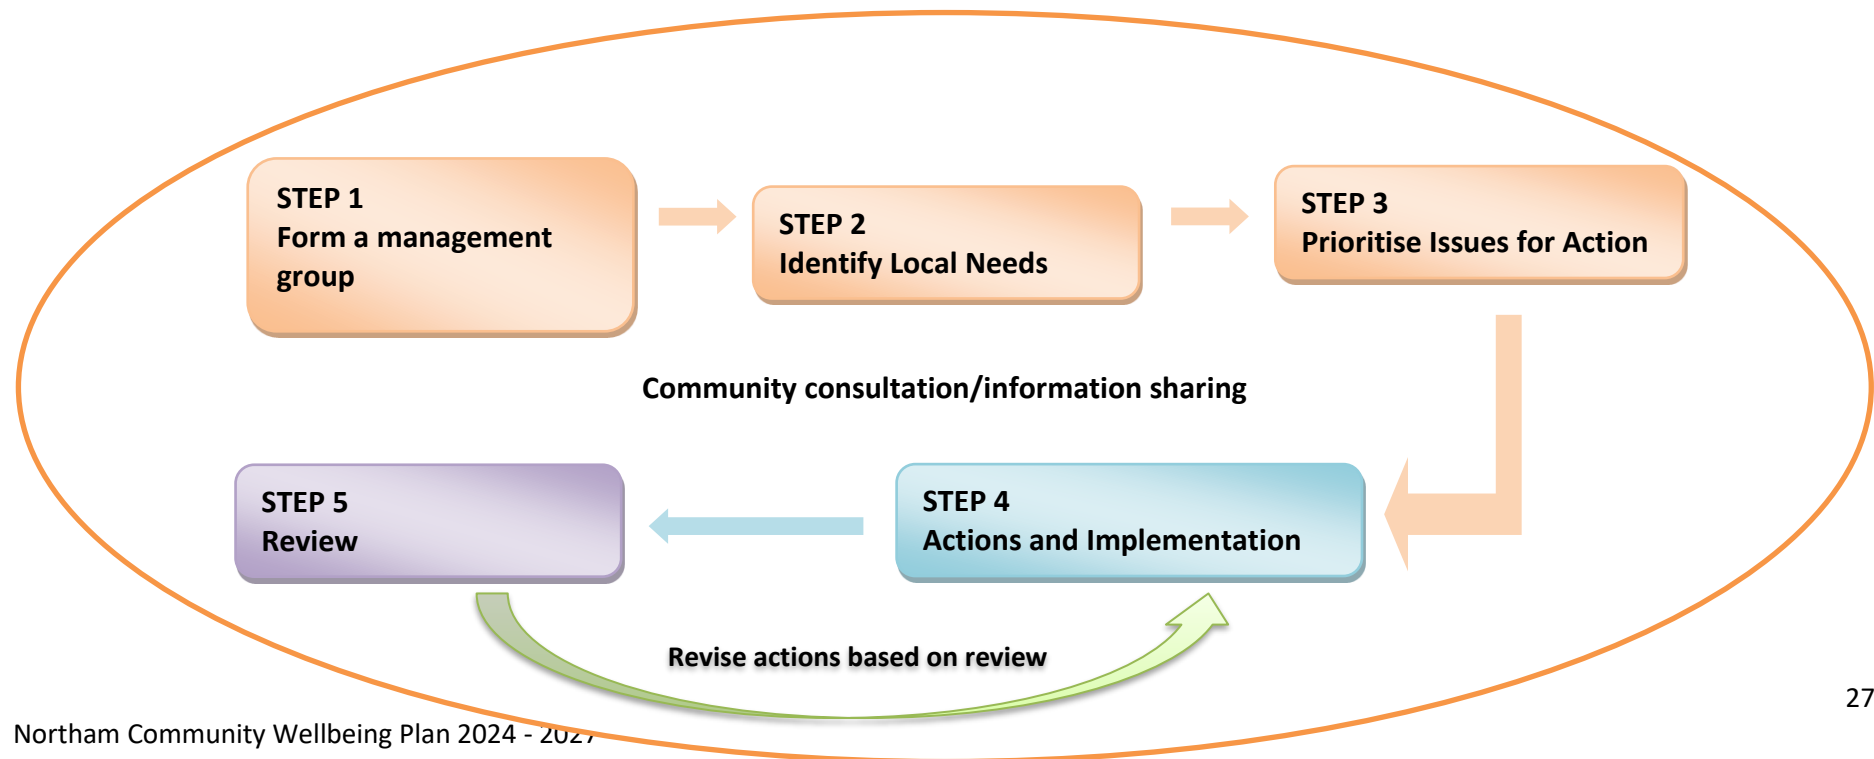 STEP 1
Form a management
group
STEP 2
Identify Local Needs
STEP 3
Prioritise Issues for Action
Community consultation/information sharing
STEP 5
Review
STEP 4
Actions and Implementation
Revise actions based on review
27
Northam Community Wellbeing Plan 2024 - 2027